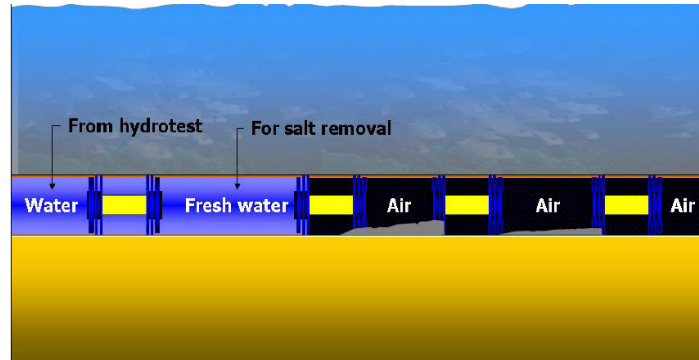 From hydrotest
For salt removal
Water
Fresh water
Air
Air
Air